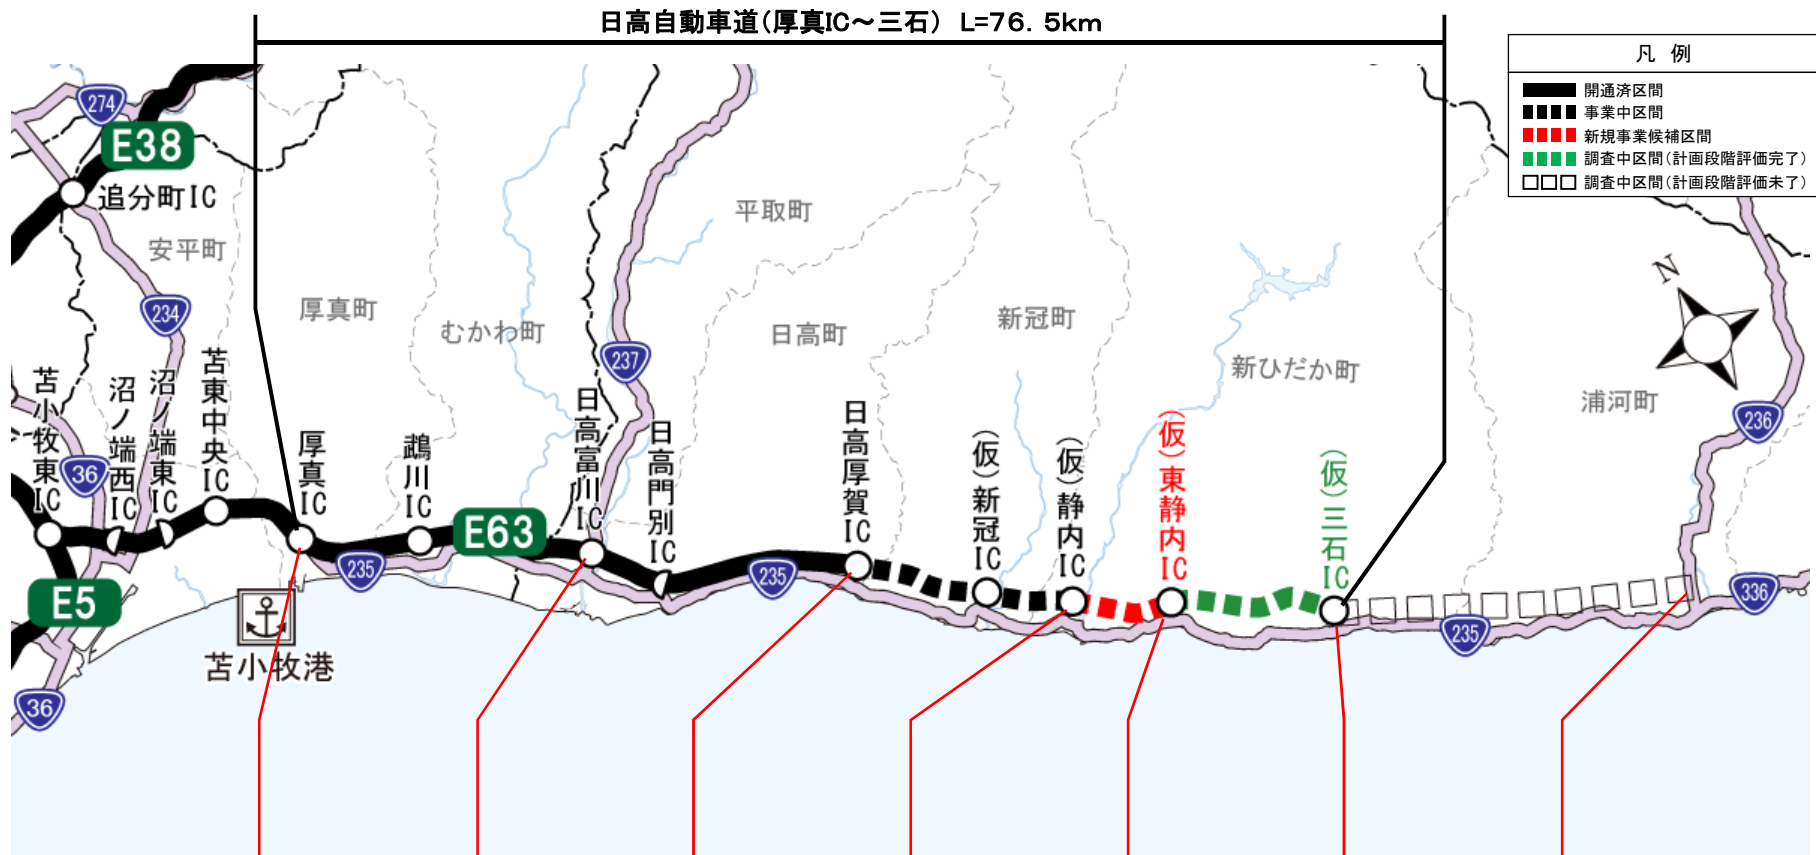 日高自動車道(厚真IC～三石) L=76.5km
凡 例
開通済区間
事業中区間
新規事業候補区間
調査中区間(計画段階評価完了)
調査中区間(計画段階評価未了)
274
E38
追分町IC
安平町
234
厚真町
むかわ町
平取町
237
日高町
新冠町
新ひだか町
浦河町
N
236
苫小牧東IC
沼ノ端西IC
沼ノ端東IC
苫東中央IC
厚真IC
鵡川IC
日高富川IC
日高門別IC
日高厚賀IC
(仮)新冠IC
(仮)静内IC
(仮)東静内IC
(仮)三石IC
36
E63
E5
235
235
235
336
苫小牧港
36